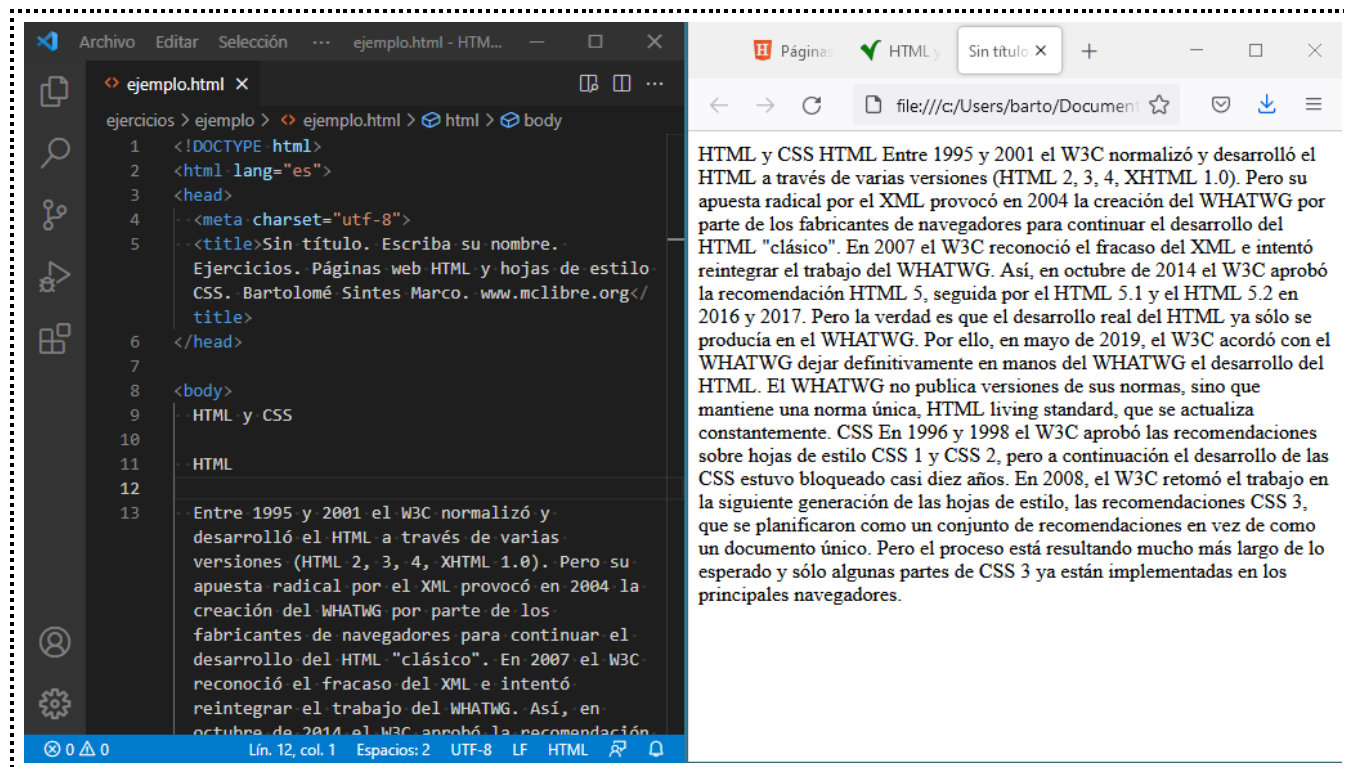 Archivo Editar Selección ··· ejemplo.html - HTM...
ejemplo.html
ejercicios > ejemplo > ejemplo.html > html > body
1 <!DOCTYPE html>
2 <html lang="es">
3 <head>
4 <meta charset="utf-8">
5 <title>Sin título. Escriba su nombre.
Ejercicios. Páginas web HTML y hojas de estilo
CSS. Bartolomé Sintes Marco. www.mclibre.org</
title>
6 </head>
7
8 <body>
9 HTML y CSS
10
11 HTML
12
13 Entre 1995 y 2001 el W3C normalizó y
desarrolló el HTML a través de varias
versiones (HTML 2, 3, 4, XHTML 1.0). Pero su
apuesta radical por el XML provocó en 2004 la
creación del WHATWG por parte de los
fabricantes de navegadores para continuar el
desarrollo del HTML "clásico". En 2007 el W3C
reconoció el fracaso del XML e intentó
reintegrar el trabajo del WHATWG. Así, en
octubre de 2014 el W3C aprobó la recomendación
0 0 Lín. 12, col. 1 Espacios: 2 UTF-8 LF HTML
Páginas HTML y Sin título.
file:///c:/Users/barto/Document
HTML y CSS HTML Entre 1995 y 2001 el W3C normalizó y desarrolló el
HTML a través de varias versiones (HTML 2, 3, 4, XHTML 1.0). Pero su
apuesta radical por el XML provocó en 2004 la creación del WHATWG por
parte de los fabricantes de navegadores para continuar el desarrollo del
HTML "clásico". En 2007 el W3C reconoció el fracaso del XML e intentó
reintegrar el trabajo del WHATWG. Así, en octubre de 2014 el W3C aprobó
la recomendación HTML 5, seguida por el HTML 5.1 y el HTML 5.2 en
2016 y 2017. Pero la verdad es que el desarrollo real del HTML ya sólo se
producía en el WHATWG. Por ello, en mayo de 2019, el W3C acordó con el
WHATWG dejar definitivamente en manos del WHATWG el desarrollo del
HTML. El WHATWG no publica versiones de sus normas, sino que
mantiene una norma única, HTML living standard, que se actualiza
constantemente. CSS En 1996 y 1998 el W3C aprobó las recomendaciones
sobre hojas de estilo CSS 1 y CSS 2, pero a continuación el desarrollo de las
CSS estuvo bloqueado casi diez años. En 2008, el W3C retomó el trabajo en
la siguiente generación de las hojas de estilo, las recomendaciones CSS 3,
que se planificaron como un conjunto de recomendaciones en vez de como
un documento único. Pero el proceso está resultando mucho más largo de lo
esperado y sólo algunas partes de CSS 3 ya están implementadas en los
principales navegadores.